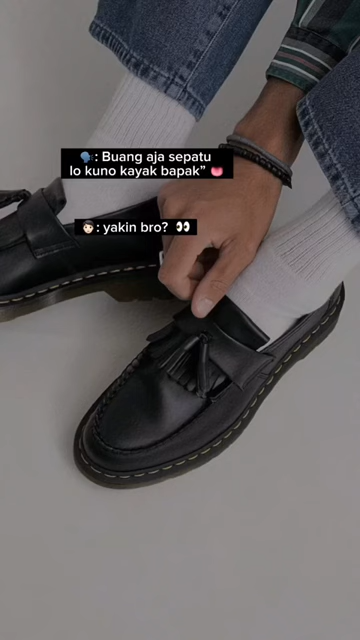 🗣️: Buang aja sepatu
lo kuno kayak bapak” 👅
👨🏻: yakin bro? 👀